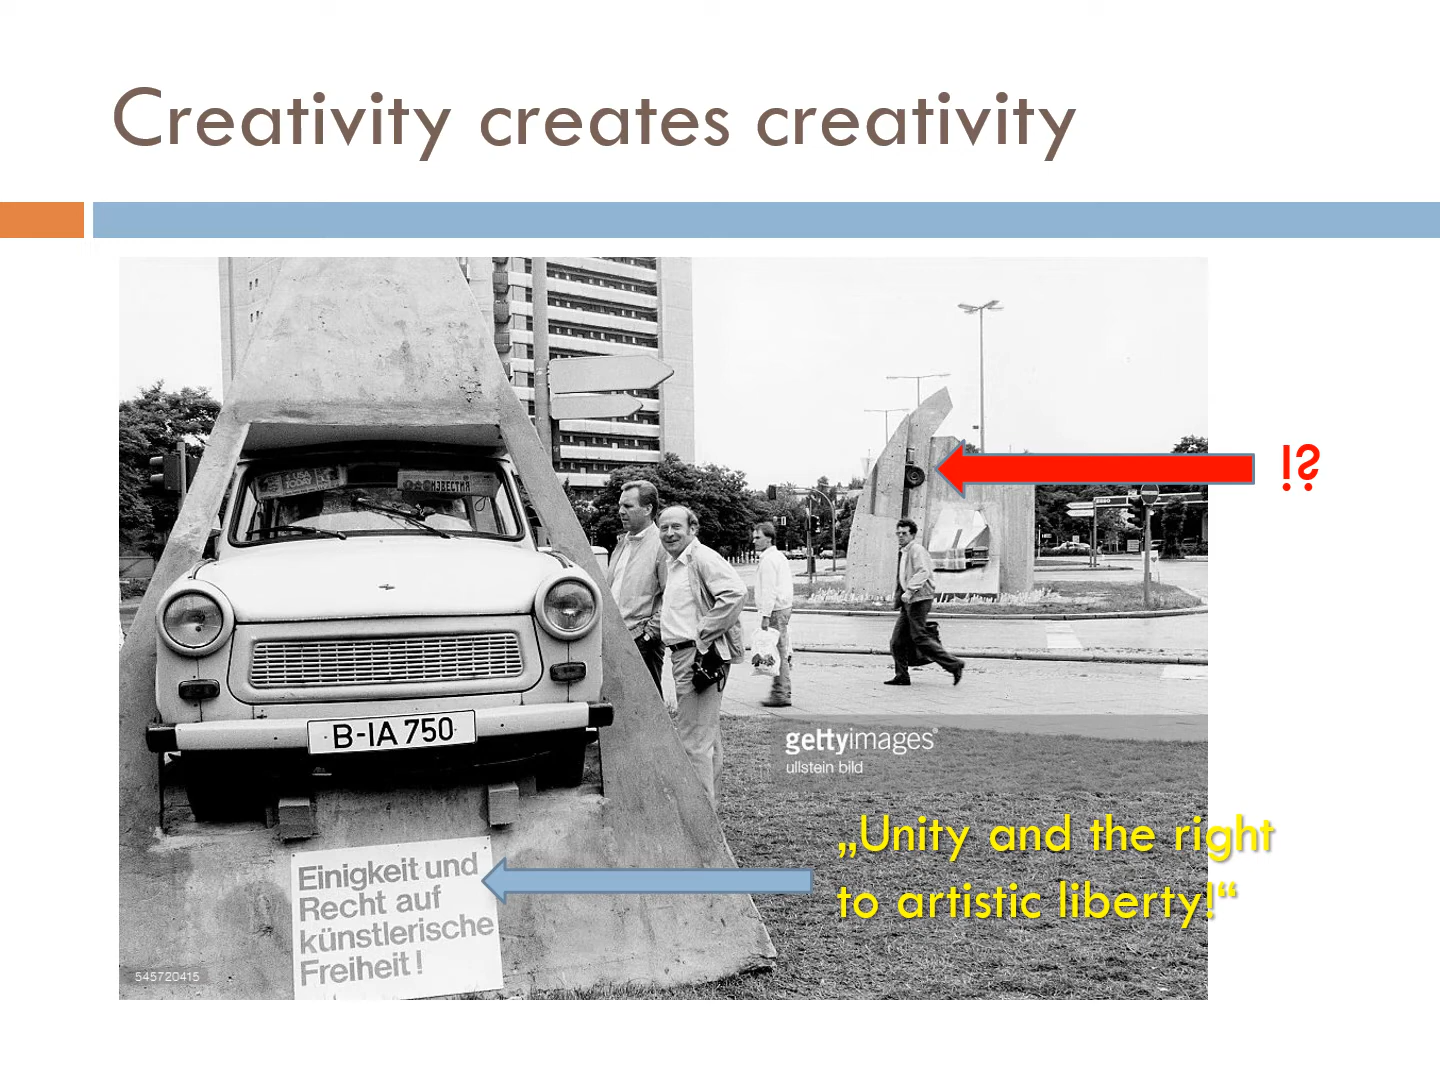 Creativity creates creativity
ИЗВЕСТИЯ
!?
B-IA 750
gettyimages®
ullstein bild
„Unity and the right
to artistic liberty!“
Einigkeit und
Recht auf
künstlerische
Freiheit!
545720415